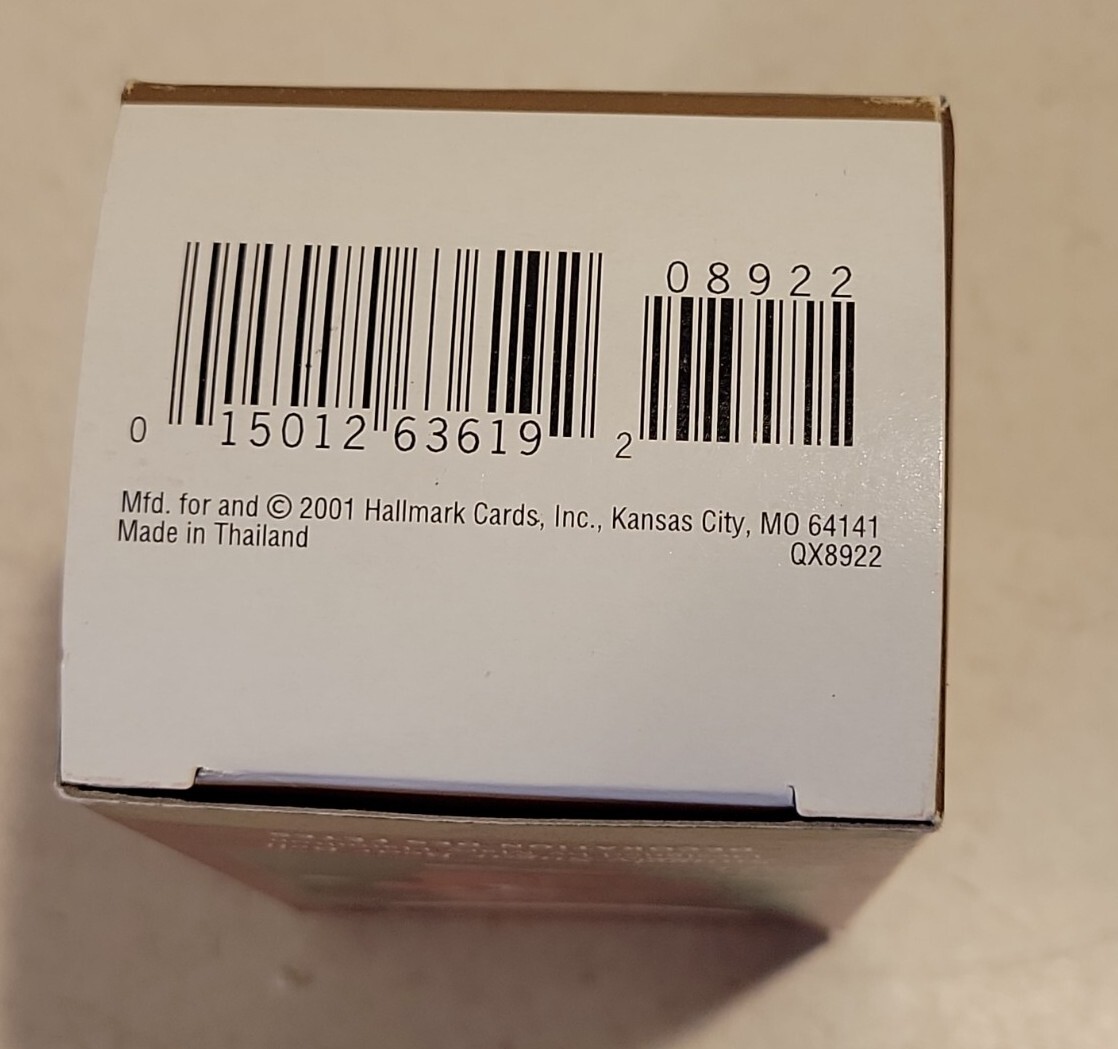 08922
0 15012 63619 2
Mfd. for and © 2001 Hallmark Cards, Inc., Kansas City, MO 64141
Made in Thailand
QX8922